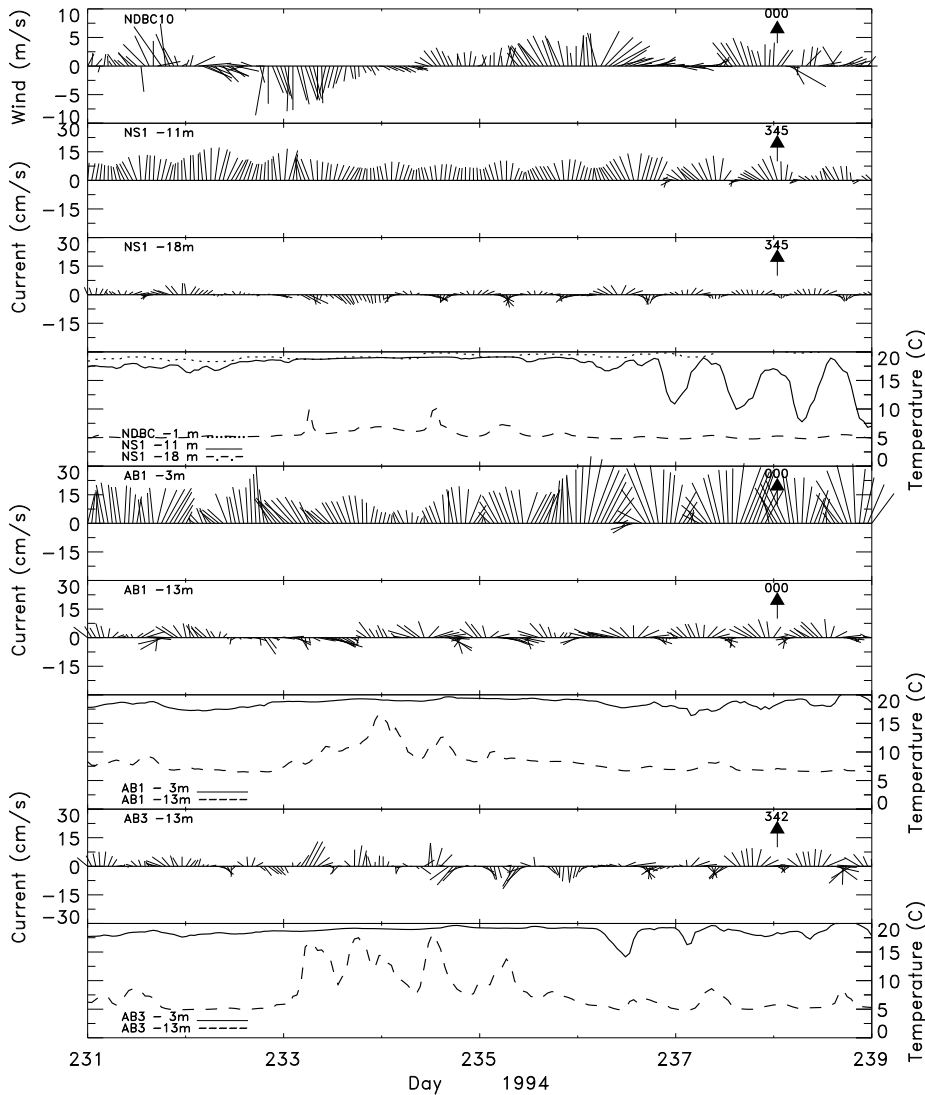 Wind (m/s)
10
5
0
−5
−10
NDBC10
000
Current (cm/s)
30
15
0
−15
NS1 −11m
345
30
15
0
−15
NS1 −18m
345
NDBC −1 m
NS1 −11 m
NS1 −18 m
20
15
10
5
0
Temperature (C)
Current (cm/s)
30
15
0
−15
AB1 −3m
000
30
15
0
−15
AB1 −13m
000
AB1 − 3m
AB1 −13m
20
15
10
5
0
Temperature (C)
Current (cm/s)
30
15
0
−15
−30
AB3 −13m
342
AB3 − 3m
AB3 −13m
20
15
10
5
0
Temperature (C)
231 233 235 237 239
Day 1994